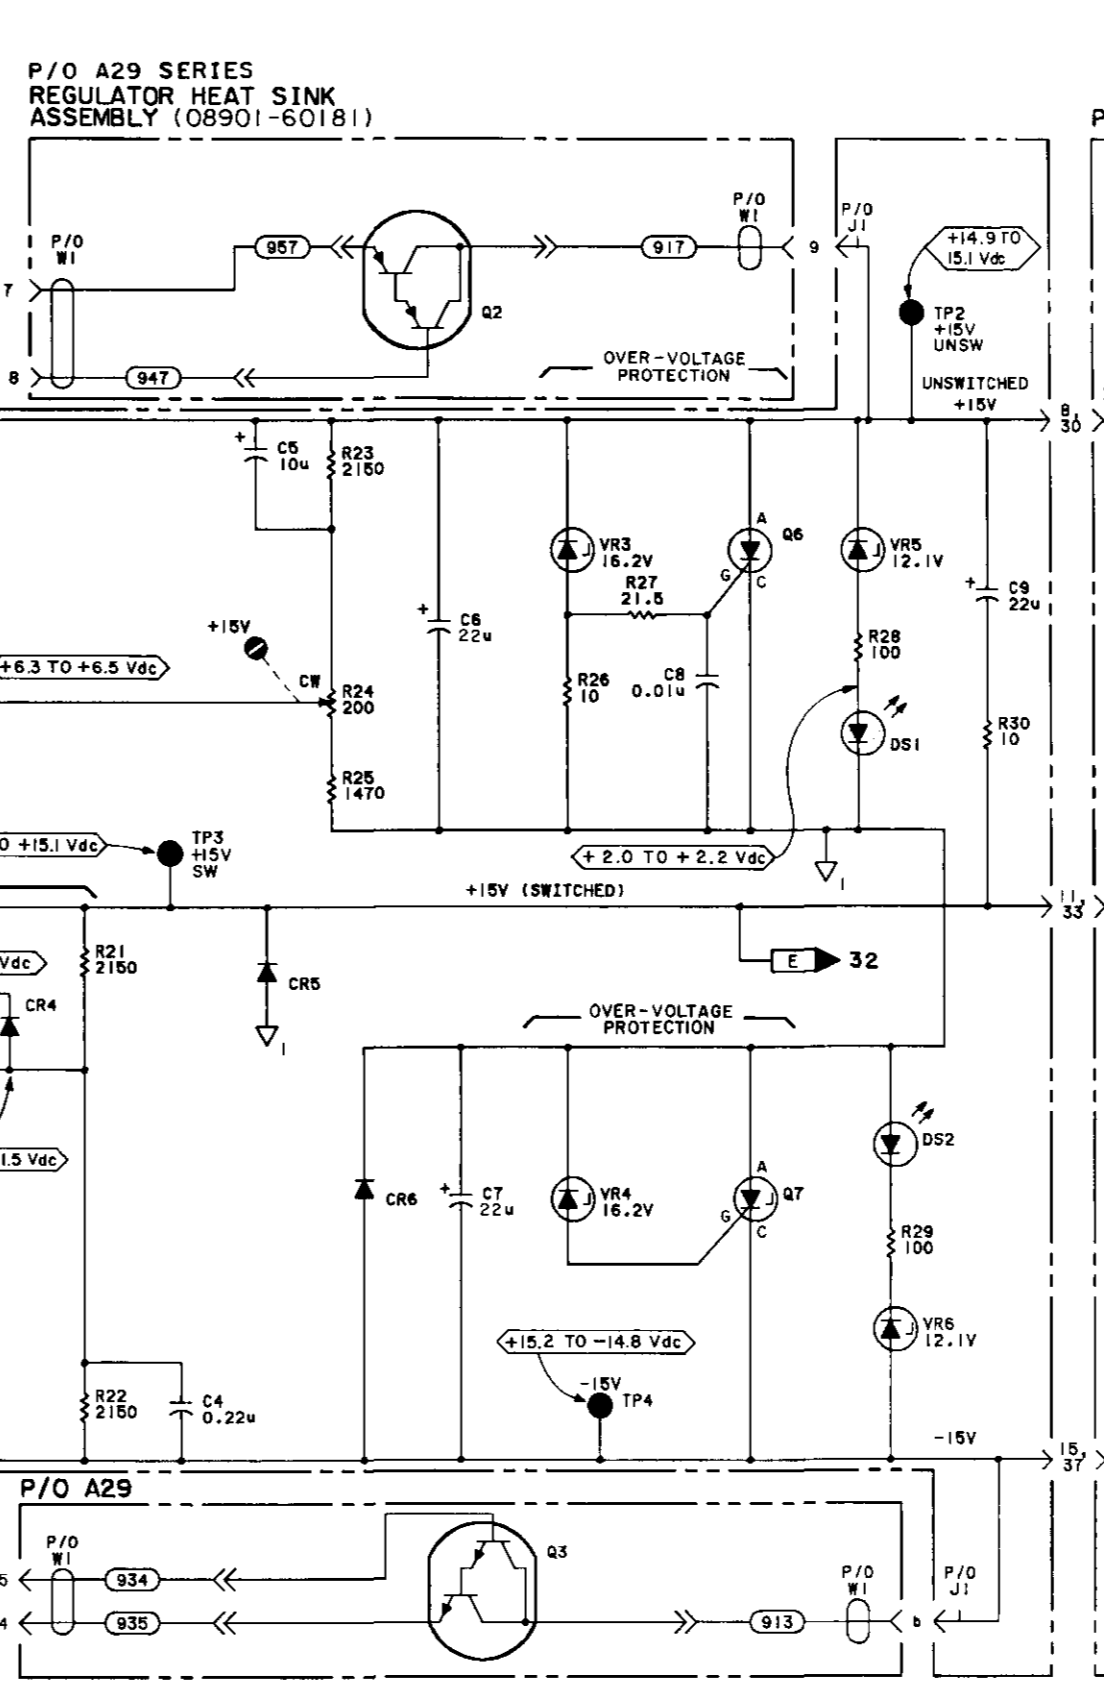 P/O A29 SERIES
REGULATOR HEAT SINK
ASSEMBLY (08901-60181)
P/O
W1
957
917
P/O
W1
9
P/O
J1
+14.9 TO
15.1 Vdc
7
Q2
TP2
+15V
UNSW
8
947
OVER-VOLTAGE
PROTECTION
UNSWITCHED
+15V
8,
30
+
C5
10u
R23
2150
A
Q6
VR3
16.2V
VR5
12.1V
G
C
R27
21.5
+
C9
22u
+
C6
22u
+15V
R28
100
+6.3 TO +6.5 Vdc
CW
R24
200
R26
10
C8
0.01u
R30
10
DS1
R25
1470
O +15.1 Vdc
TP3
+15V
SW
+ 2.0 TO + 2.2 Vdc
1
+15V (SWITCHED)
11,
33
R21
2150
Vdc
E
32
CR5
CR4
1
OVER-VOLTAGE
PROTECTION
DS2
1.5 Vdc
A
CR6
+
C7
22u
VR4
16.2V
Q7
G
C
R29
100
VR6
12.1V
+15.2 TO -14.8 Vdc
-15V
TP4
R22
2150
C4
0.22u
-15V
15,
37
P/O A29
P/O
W1
Q3
5
934
P/O
W1
P/O
J1
4
935
913
b
P